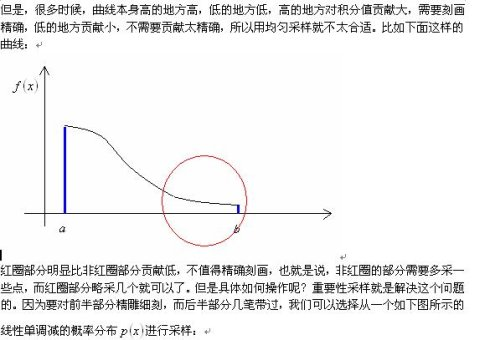 但是，很多时候，曲线本身高的地方高，低的地方低，高的地方对积分值贡献大，需要刻画
精确，低的地方贡献小，不需要贡献太精确，所以用均匀采样就不太合适。比如下面这样的
曲线：
f(x)
a
b
红圈部分明显比非红圈部分贡献低，不值得精确刻画，也就是说，非红圈的部分需要多采一
些点，而红圈部分略采几个就可以了。但是具体如何操作呢？重要性采样就是解决这个问题
的。因为要对前半部分精雕细刻，而后半部分几笔带过，我们可以选择从一个如下图所示的
线性单调减的概率分布 p(x)进行采样：